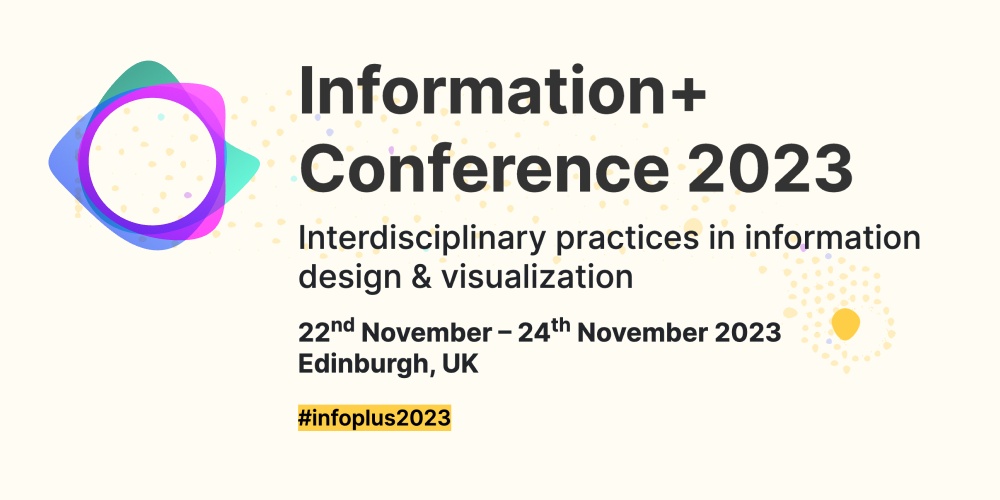 Information+
Conference 2023
Interdisciplinary practices in information
design & visualization
22nd November – 24th November 2023
Edinburgh, UK
#infoplus2023